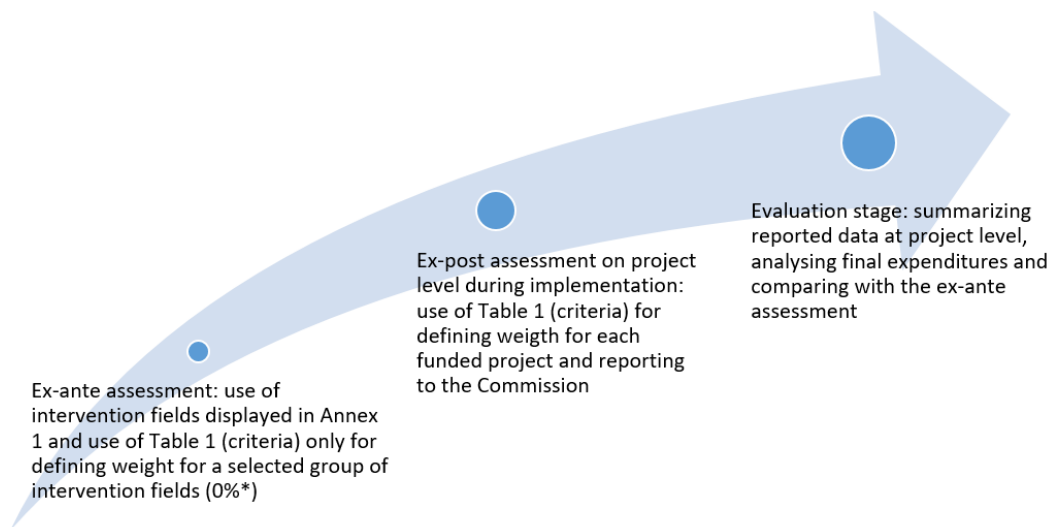 Ex-ante assessment: use of
intervention fields displayed in Annex
1 and use of Table 1 (criteria) only for
defining weight for a selected group of
intervention fields (0%*)
Ex-post assessment on project
level during implementation:
use of Table 1 (criteria) for
defining weigth for each
funded project and reporting
to the Commission
Evaluation stage: summarizing
reported data at project level,
analysing final expenditures and
comparing with the ex-ante
assessment